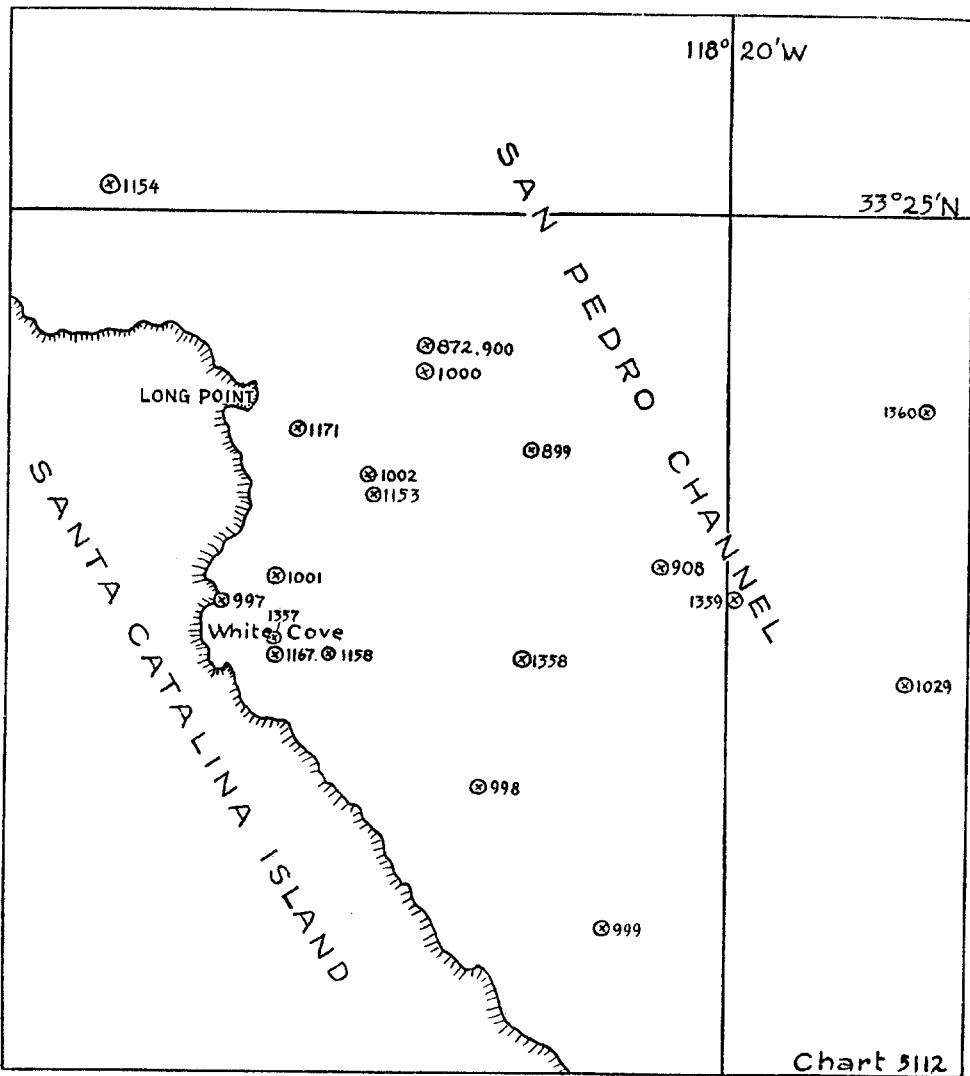 118° 20'W
⊗1154
33°25'N
SAN PEDRO CHANNEL
⊗872.900
⊗1000
LONG POINT
1360⊗
⊗1171
⊗899
⊗1002
⊗1153
SANTA CATALINA ISLAND
⊗1001
⊗908
⊗997
1359⊗
1357
White Cove
⊗1167. ⊗1158
⊗1358
⊗1029
⊗998
⊗999
Chart 5112